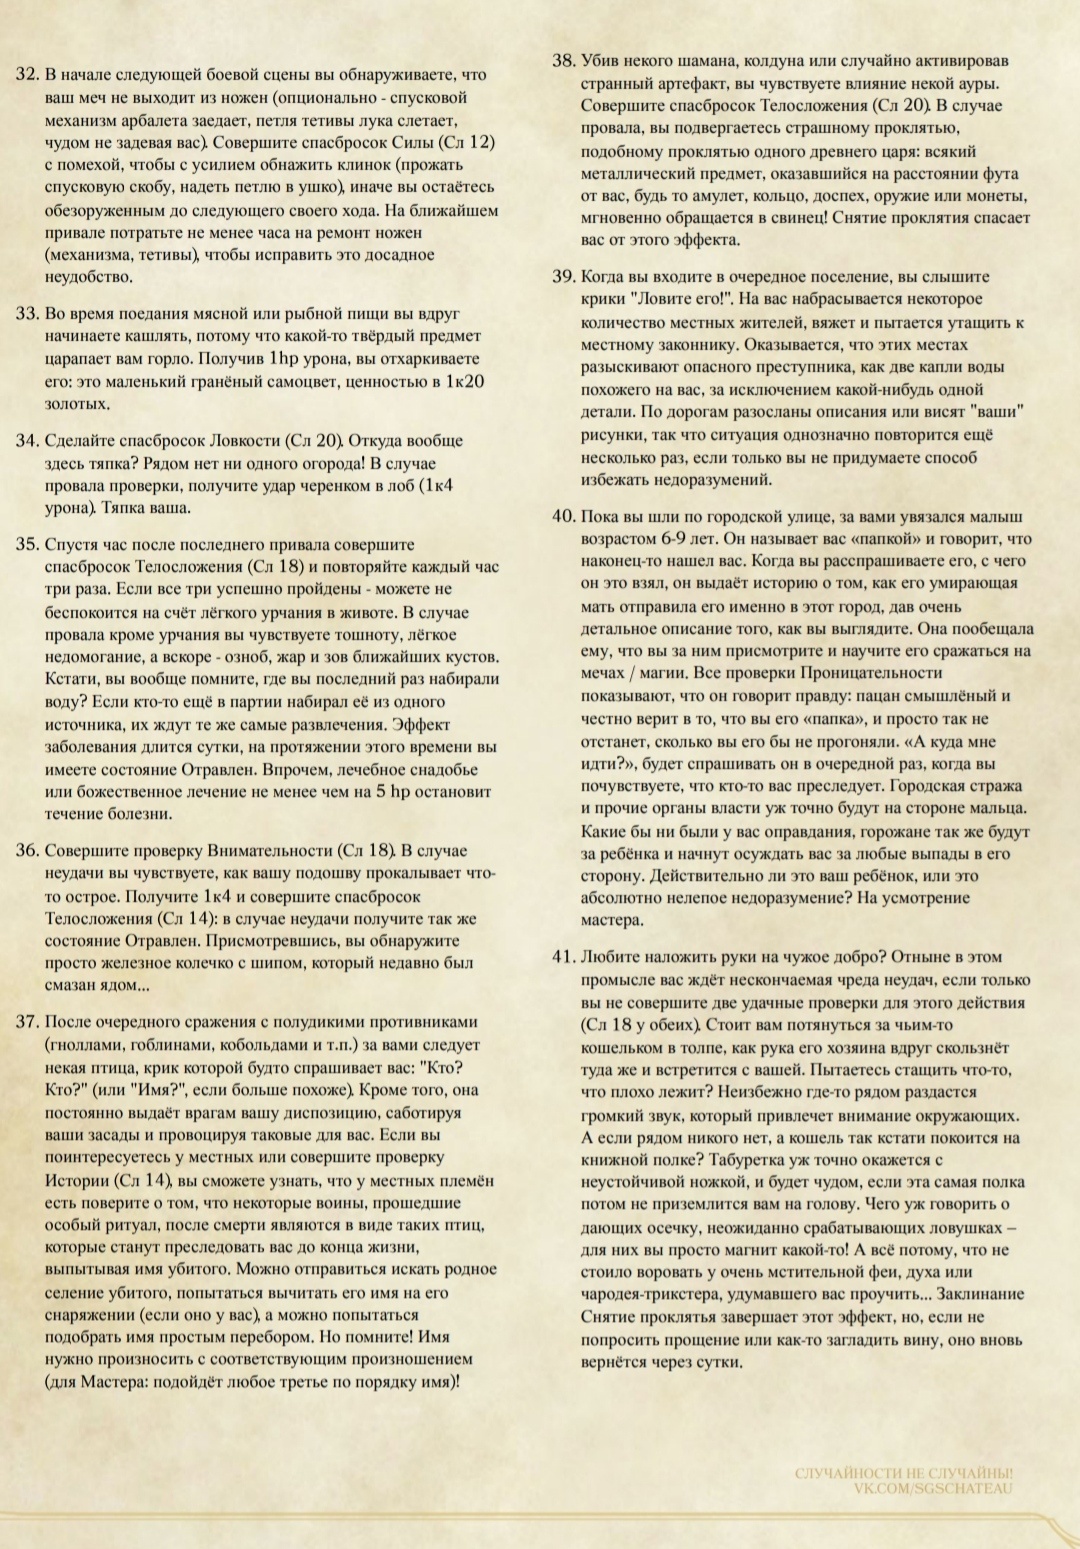 32. В начале следующей боевой сцены вы обнаруживаете, что
ваш меч не выходит из ножен (опционально - спусковой
механизм арбалета заедает, петля тетивы лука слетает,
чудом не задевая вас). Совершите спасбросок Силы (Сл 12)
с помехой, чтобы с усилием обнажить клинок (прожать
спусковую скобу, надеть петлю в ушко), иначе вы остаётесь
обезоруженным до следующего своего хода. На ближайшем
привале потратьте не менее часа на ремонт ножен
(механизма, тетивы), чтобы исправить это досадное
неудобство.
33. Во время поедания мясной или рыбной пищи вы вдруг
начинаете кашлять, потому что какой-то твёрдый предмет
царапает вам горло. Получив 1hp урона, вы отхаркиваете
его: это маленький гранёный самоцвет, ценностью в 1к20
золотых.
34. Сделайте спасбросок Ловкости (Сл 20). Откуда вообще
здесь тяпка? Рядом нет ни одного огорода! В случае
провала проверки, получите удар черенком в лоб (1к4
урона). Тяпка ваша.
35. Спустя час после последнего привала совершите
спасбросок Телосложения (Сл 18) и повторяйте каждый час
три раза. Если все три успешно пройдены - можете не
беспокоится на счёт лёгкого урчания в животе. В случае
провала кроме урчания вы чувствуете тошноту, лёгкое
недомогание, а вскоре - озноб, жар и зов ближайших кустов.
Кстати, вы вообще помните, где вы последний раз набирали
воду? Если кто-то ещё в партии набирал её из одного
источника, их ждут те же самые развлечения. Эффект
заболевания длится сутки, на протяжении этого времени вы
имеете состояние Отравлен. Впрочем, лечебное снадобье
или божественное лечение не менее чем на 5 hp остановит
течение болезни.
36. Совершите проверку Внимательности (Сл 18). В случае
неудачи вы чувствуете, как вашу подошву прокалывает что-
то острое. Получите 1к4 и совершите спасбросок
Телосложения (Сл 14): в случае неудачи получите так же
состояние Отравлен. Присмотревшись, вы обнаружите
просто железное колечко с шипом, который недавно был
смазан ядом...
37. После очередного сражения с полудикими противниками
(гноллами, гоблинами, кобольдами и т.п.) за вами следует
некая птица, крик которой будто спрашивает вас: "Кто?
Кто?" (или "Имя?", если больше похоже). Кроме того, она
постоянно выдаёт врагам вашу диспозицию, саботируя
ваши засады и провоцируя таковые для вас. Если вы
поинтересуетесь у местных или совершите проверку
Истории (Сл 14), вы сможете узнать, что у местных племён
есть поверите о том, что некоторые воины, прошедшие
особый ритуал, после смерти являются в виде таких птиц,
которые станут преследовать вас до конца жизни,
выпытывая имя убитого. Можно отправиться искать родное
селение убитого, попытаться вычитать его имя на его
снаряжении (если оно у вас), а можно попытаться
подобрать имя простым перебором. Но помните! Имя
нужно произносить с соответствующим произношением
(для Мастера: подойдёт любое третье по порядку имя)!
38. Убив некого шамана, колдуна или случайно активировав
странный артефакт, вы чувствуете влияние некой ауры.
Совершите спасбросок Телосложения (Сл 20). В случае
провала, вы подвергаетесь страшному проклятью,
подобному проклятью одного древнего царя: всякий
металлический предмет, оказавшийся на расстоянии фута
от вас, будь то амулет, кольцо, доспех, оружие или монеты,
мгновенно обращается в свинец! Снятие проклятия спасает
вас от этого эффекта.
39. Когда вы входите в очередное поселение, вы слышите
крики "Ловите его!". На вас набрасывается некоторое
количество местных жителей, вяжет и пытается утащить к
местному законнику. Оказывается, что этих местах
разыскивают опасного преступника, как две капли воды
похожего на вас, за исключением какой-нибудь одной
детали. По дорогам разосланы описания или висят "ваши"
рисунки, так что ситуация однозначно повторится ещё
несколько раз, если только вы не придумаете способ
избежать недоразумений.
40. Пока вы шли по городской улице, за вами увязался малыш
возрастом 6-9 лет. Он называет вас «папкой» и говорит, что
наконец-то нашел вас. Когда вы расспрашиваете его, с чего
он это взял, он выдаёт историю о том, как его умирающая
мать отправила его именно в этот город, дав очень
детальное описание того, как вы выглядите. Она пообещала
ему, что вы за ним присмотрите и научите его сражаться на
мечах / магии. Все проверки Проницательности
показывают, что он говорит правду: пацан смышлёный и
честно верит в то, что вы его «папка», и просто так не
отстанет, сколько вы его бы не прогоняли. «А куда мне
идти?», будет спрашивать он в очередной раз, когда вы
почувствуете, что кто-то вас преследует. Городская стража
и прочие органы власти уж точно будут на стороне мальца.
Какие бы ни были у вас оправдания, горожане так же будут
за ребёнка и начнут осуждать вас за любые выпады в его
сторону. Действительно ли это ваш ребёнок, или это
абсолютно нелепое недоразумение? На усмотрение
мастера.
41. Любите наложить руки на чужое добро? Отныне в этом
промысле вас ждёт нескончаемая чреда неудач, если только
вы не совершите две удачные проверки для этого действия
(Сл 18 у обеих). Стоит вам потянуться за чьим-то
кошельком в толпе, как рука его хозяина вдруг скользнёт
туда же и встретится с вашей. Пытаетесь стащить что-то,
что плохо лежит? Неизбежно где-то рядом раздастся
громкий звук, который привлечет внимание окружающих.
А если рядом никого нет, а кошель так кстати покоится на
книжной полке? Табуретка уж точно окажется с
неустойчивой ножкой, и будет чудом, если эта самая полка
потом не приземлится вам на голову. Чего уж говорить о
дающих осечку, неожиданно срабатывающих ловушках –
для них вы просто магнит какой-то! А всё потому, что не
стоило воровать у очень мстительной феи, духа или
чародея-трикстера, удумавшего вас проучить... Заклинание
Снятие проклятья завершает этот эффект, но, если не
попросить прощение или как-то загладить вину, оно вновь
вернётся через сутки.
СЛУЧАЙНОСТИ НЕ СЛУЧАЙНЫ!
VK.COM/SGSCHATEAU